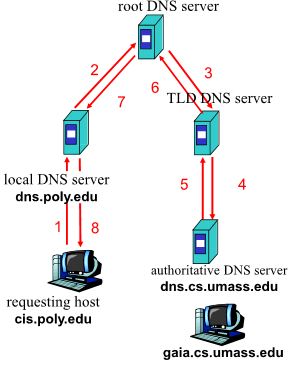 root DNS server
2
3
7
6
TLD DNS server
local DNS server
dns.poly.edu
5
4
1
8
authoritative DNS server
dns.cs.umass.edu
requesting host
cis.poly.edu
gaia.cs.umass.edu